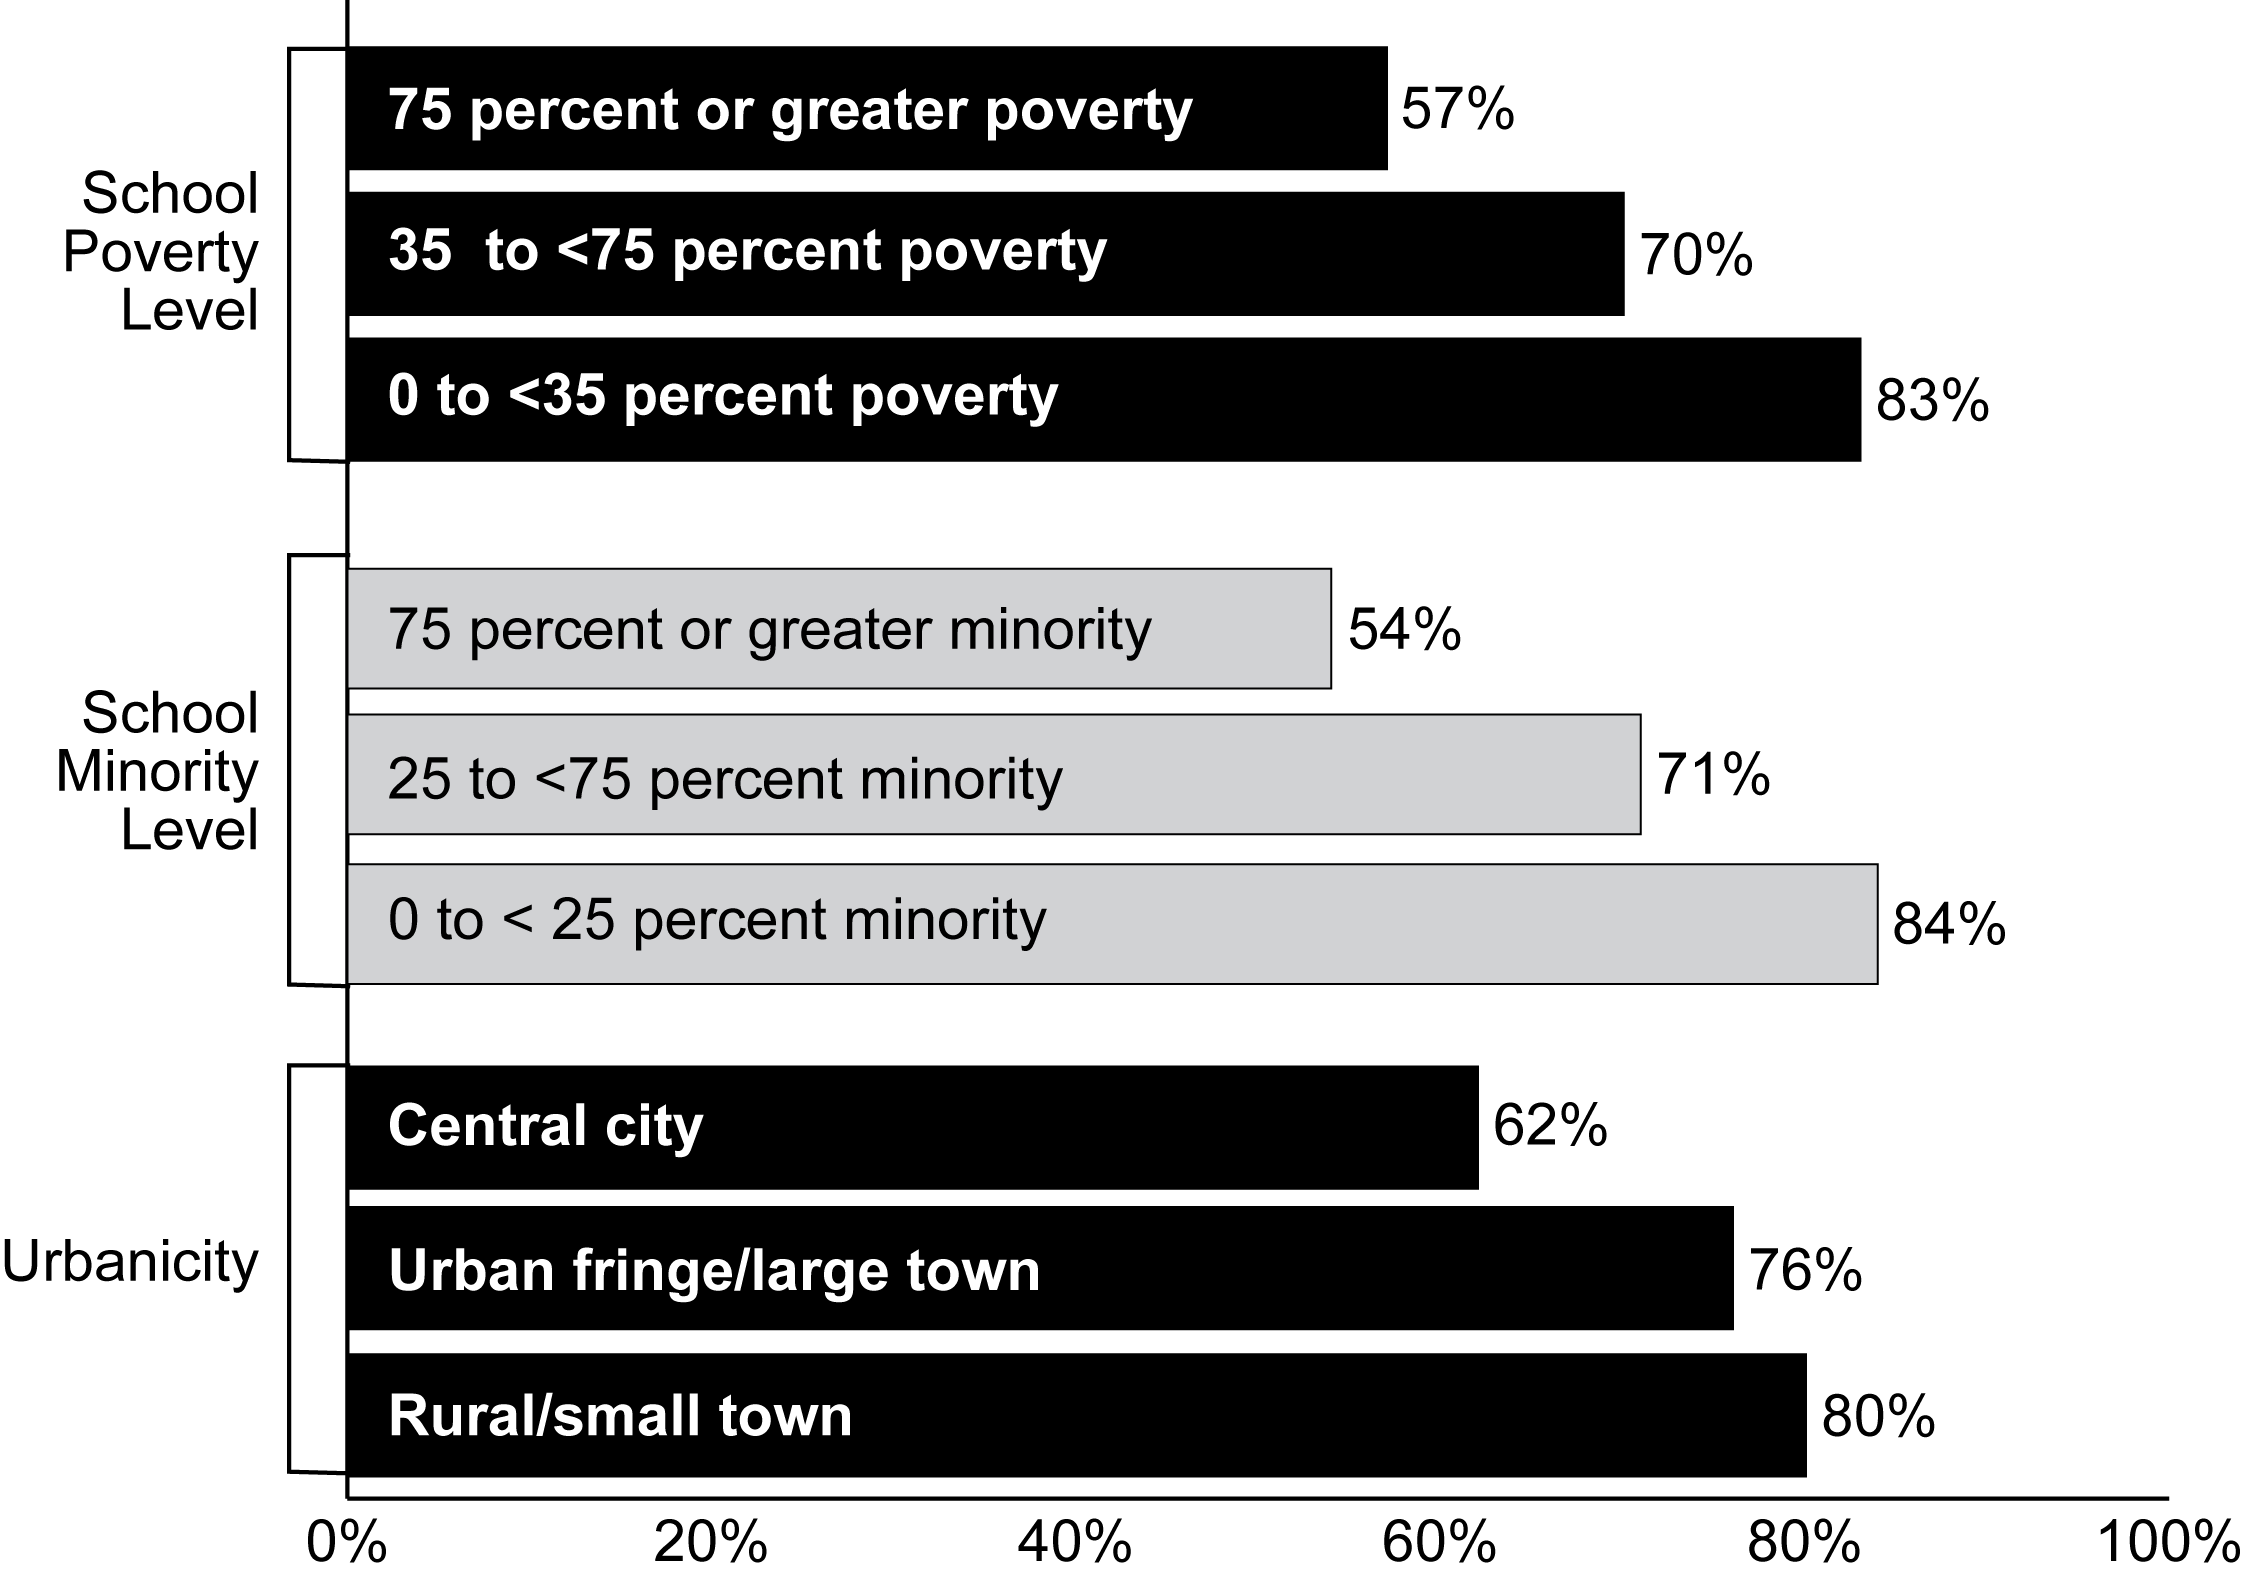 School
Poverty
Level
75 percent or greater poverty 57%
35  to <75 percent poverty 70%
0 to <35 percent poverty 83%
School
Minority
Level
75 percent or greater minority 54%
25 to <75 percent minority 71%
0 to < 25 percent minority 84%
Urbanicity
Central city 62%
Urban fringe/large town 76%
Rural/small town 80%
0% 20% 40% 60% 80% 100%